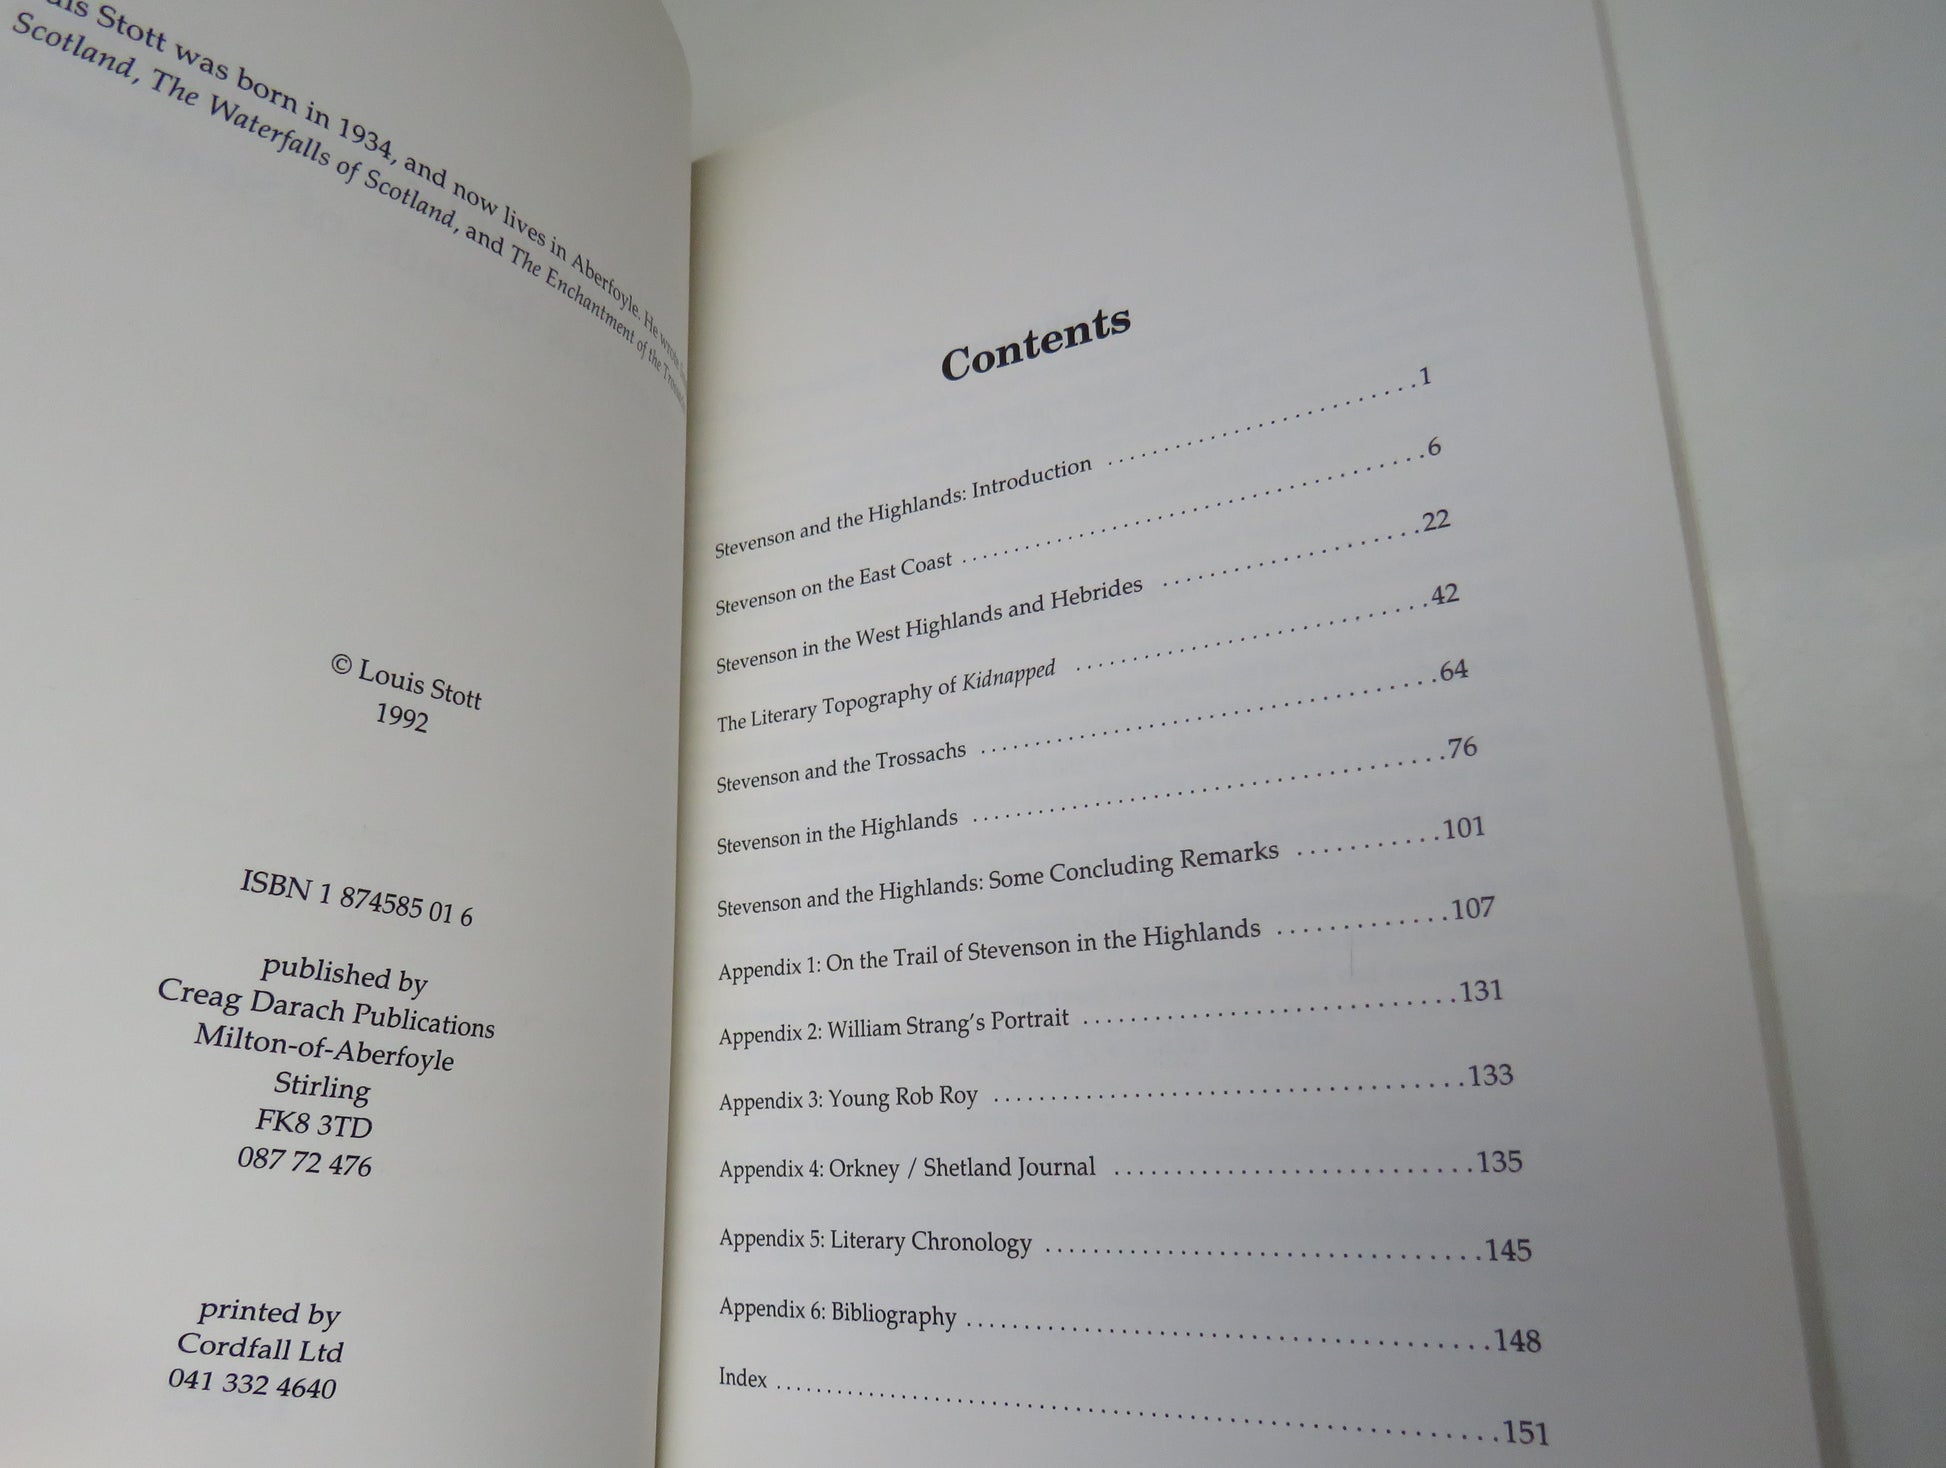 Stott was born in 1934, and now lives in Aberfoyle. He wrote
Scotland, The Waterfalls of Scotland, and The Enchantment of the
© Louis Stott
1992
ISBN 1 874585 01 6
published by
Creag Darach Publications
Milton-of-Aberfoyle
Stirling
FK8 3TD
087 72 476
printed by
Cordfall Ltd
041 332 4640
Contents
Stevenson and the Highlands: Introduction ........................ 1
Stevenson on the East Coast ........................ 6
Stevenson in the West Highlands and Hebrides ........................ 22
The Literary Topography of Kidnapped ........................ 42
Stevenson and the Trossachs ........................ 64
Stevenson in the Highlands ........................ 76
Stevenson and the Highlands: Some Concluding Remarks ............ 101
Appendix 1: On the Trail of Stevenson in the Highlands .............. 107
Appendix 2: William Strang's Portrait ........................ 131
Appendix 3: Young Rob Roy ........................ 133
Appendix 4: Orkney / Shetland Journal ........................ 135
Appendix 5: Literary Chronology ........................ 145
Appendix 6: Bibliography ........................ 148
Index ........................ 151